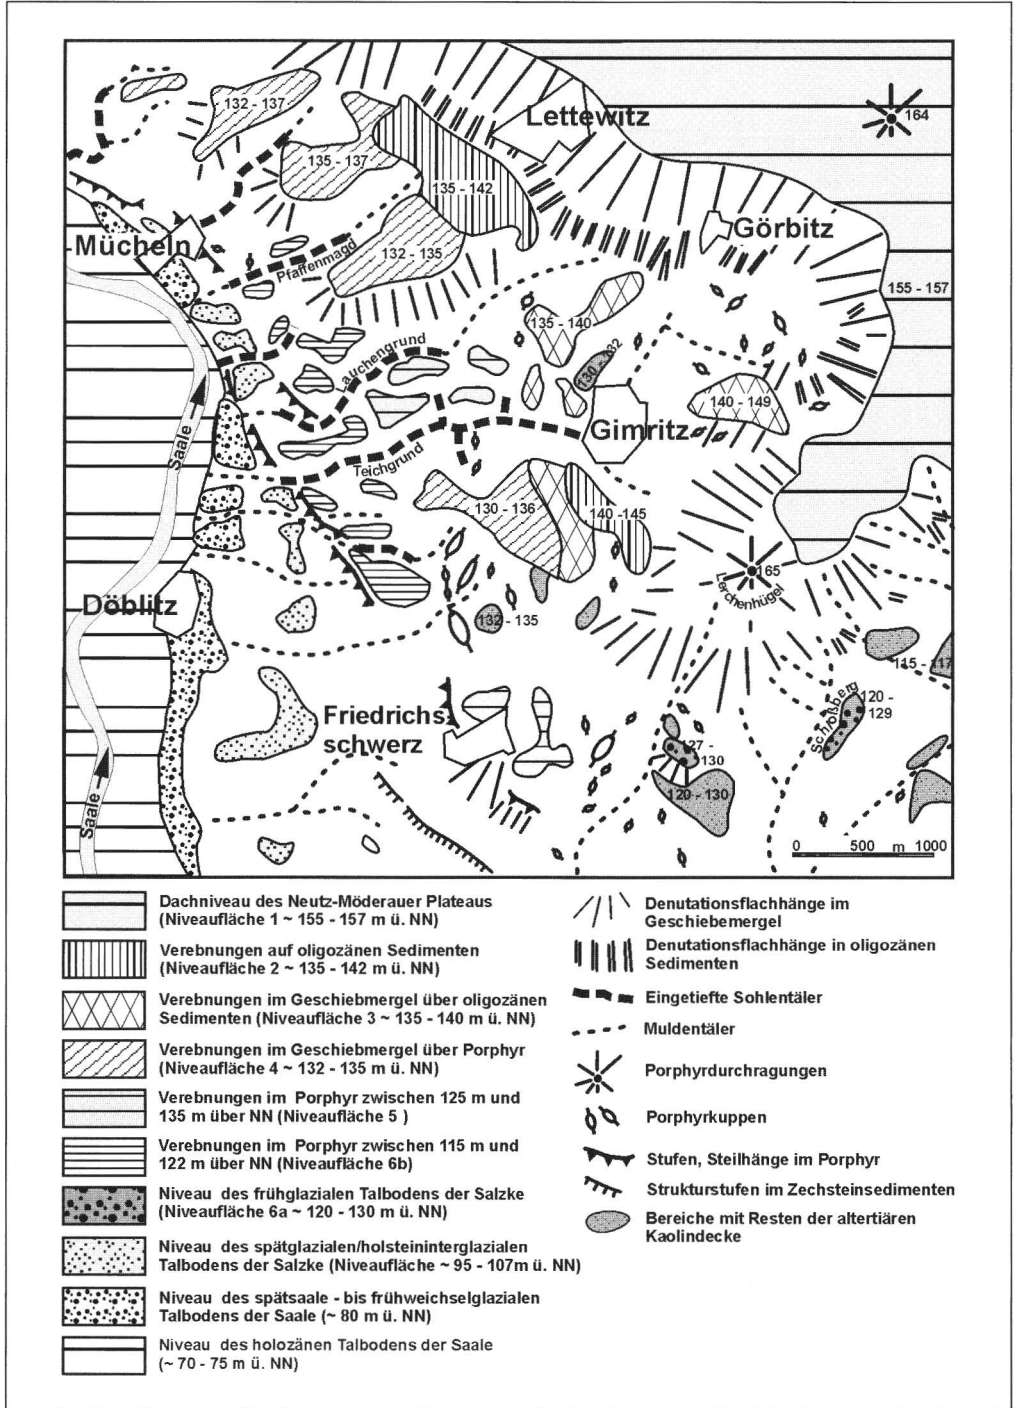 132 - 137
Lettewitz
164
135 - 137
135 - 142
Görbitz
Mücheln
Pfaffenmagd
132 - 135
155 - 157
135 - 140
130 - 132
Lauchengrund
140 - 149
Gimritz
Saale
Teichgrund
130 - 136
140 - 145
165
Lerchenhügel
Döblitz
132 - 135
115 - 117
Schloßberg
120 -
129
Friedrichs-
schwerz
127 -
130
120 - 130
Saale
0 500 m 1000
Dachniveau des Neutz-Möderauer Plateaus
(Niveaufläche 1 ~ 155 - 157 m ü. NN)
Verebnungen auf oligozänen Sedimenten
(Niveaufläche 2 ~ 135 - 142 m ü. NN)
Verebnungen im Geschiebmergel über oligozänen
Sedimenten (Niveaufläche 3 ~ 135 - 140 m ü. NN)
Verebnungen im Geschiebmergel über Porphyr
(Niveaufläche 4 ~ 132 - 135 m ü. NN)
Verebnungen im Porphyr zwischen 125 m und
135 m über NN (Niveaufläche 5 )
Verebnungen im Porphyr zwischen 115 m und
122 m über NN (Niveaufläche 6b)
Niveau des frühglazialen Talbodens der Salzke
(Niveaufläche 6a ~ 120 - 130 m ü. NN)
Niveau des spätglazialen/holsteininterglazialen
Talbodens der Salzke (Niveaufläche ~ 95 - 107m ü. NN)
Niveau des spätsaale - bis frühweichselglazialen
Talbodens der Saale (~ 80 m ü. NN)
Niveau des holozänen Talbodens der Saale
(~ 70 - 75 m ü. NN)
Denutationsflachhänge im
Geschiebemergel
Denutationsflachhänge in oligozänen
Sedimenten
Eingetiefte Sohlentäler
Muldentäler
Porphyrdurchragungen
Porphyrkuppen
Stufen, Steilhänge im Porphyr
Strukturstufen im Zechsteinsedimenten
Bereiche mit Resten der altertiären
Kaolindecke